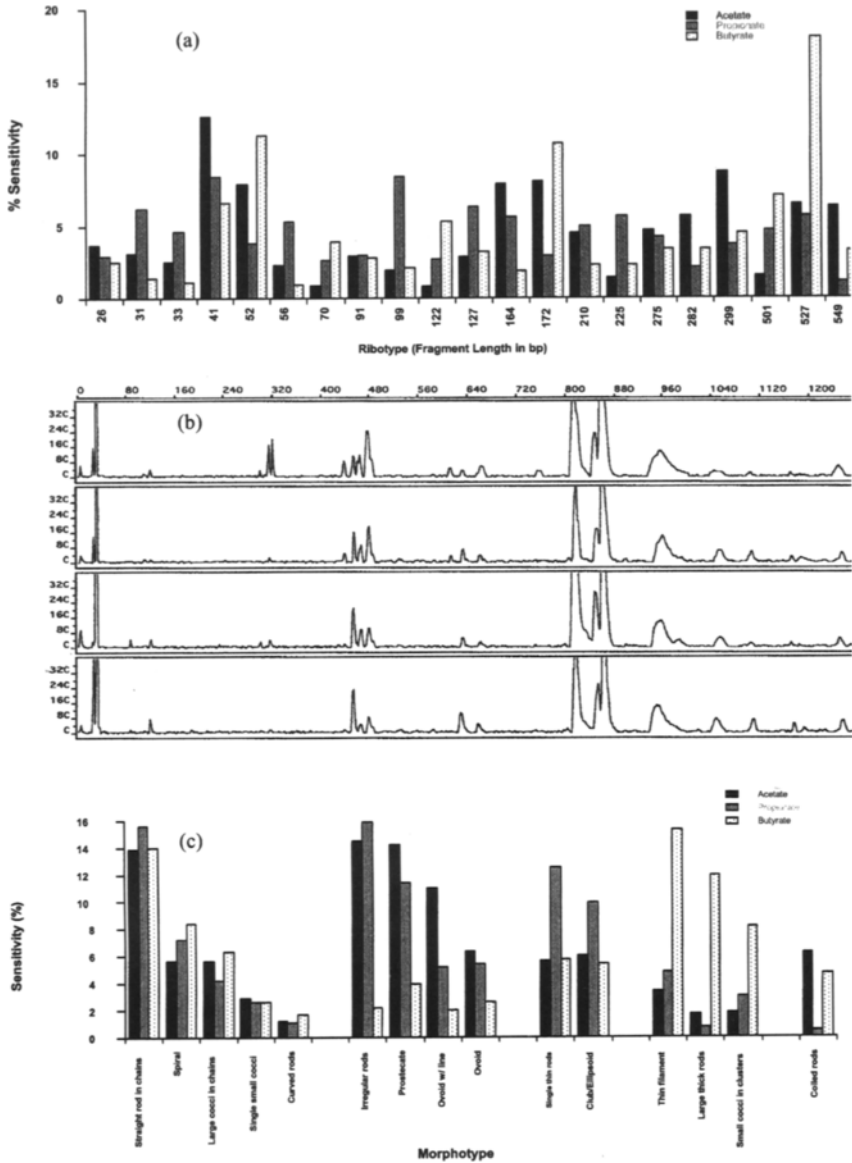 20
15
10
5
0
% Sensitivity
(a)
Acetate
Propionate
Butyrate
26 31 33 41 52 56 70 91 99 122 127 164 172 210 225 275 282 299 501 527 549
Ribotype (Fragment Length in bp)
0 80 160 240 320 400 480 560 640 720 800 880 960 1040 1120 1200
(b)
32C
24C
16C
8C
C
32C
24C
16C
8C
C
32C
24C
16C
8C
C
32C
24C
16C
8C
C
(c)
Acetate
Propionate
Butyrate
16
14
12
10
8
6
4
2
0
Sensitivity (%)
Straight rod in chains
Spiral
Large cocci in chains
Single small cocci
Curved rods
Irregular rods
Prostecate
Ovoid w/ line
Ovoid
Single thin rods
Club/Ellipsoid
Thin filament
Large thick rods
Small cocci in clusters
Coiled rods
Morphotype